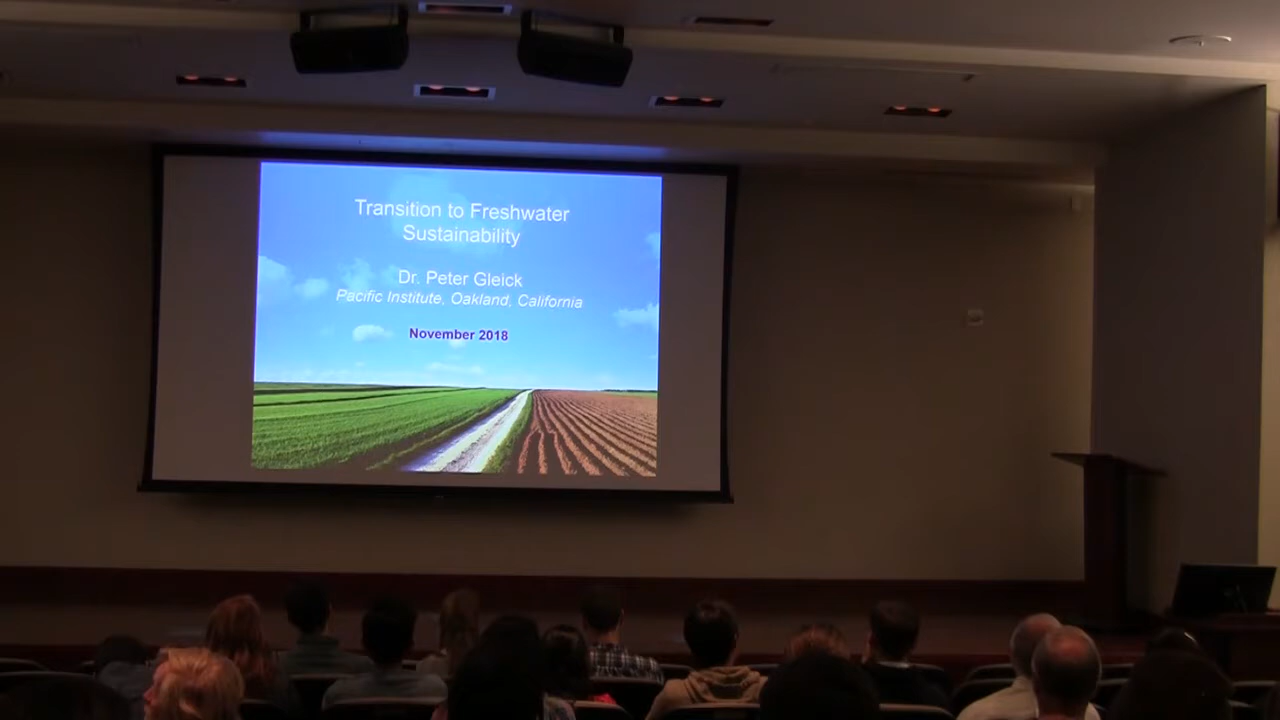 Transition to Freshwater
Sustainability
Dr. Peter Gleick
Pacific Institute, Oakland, California
November 2018